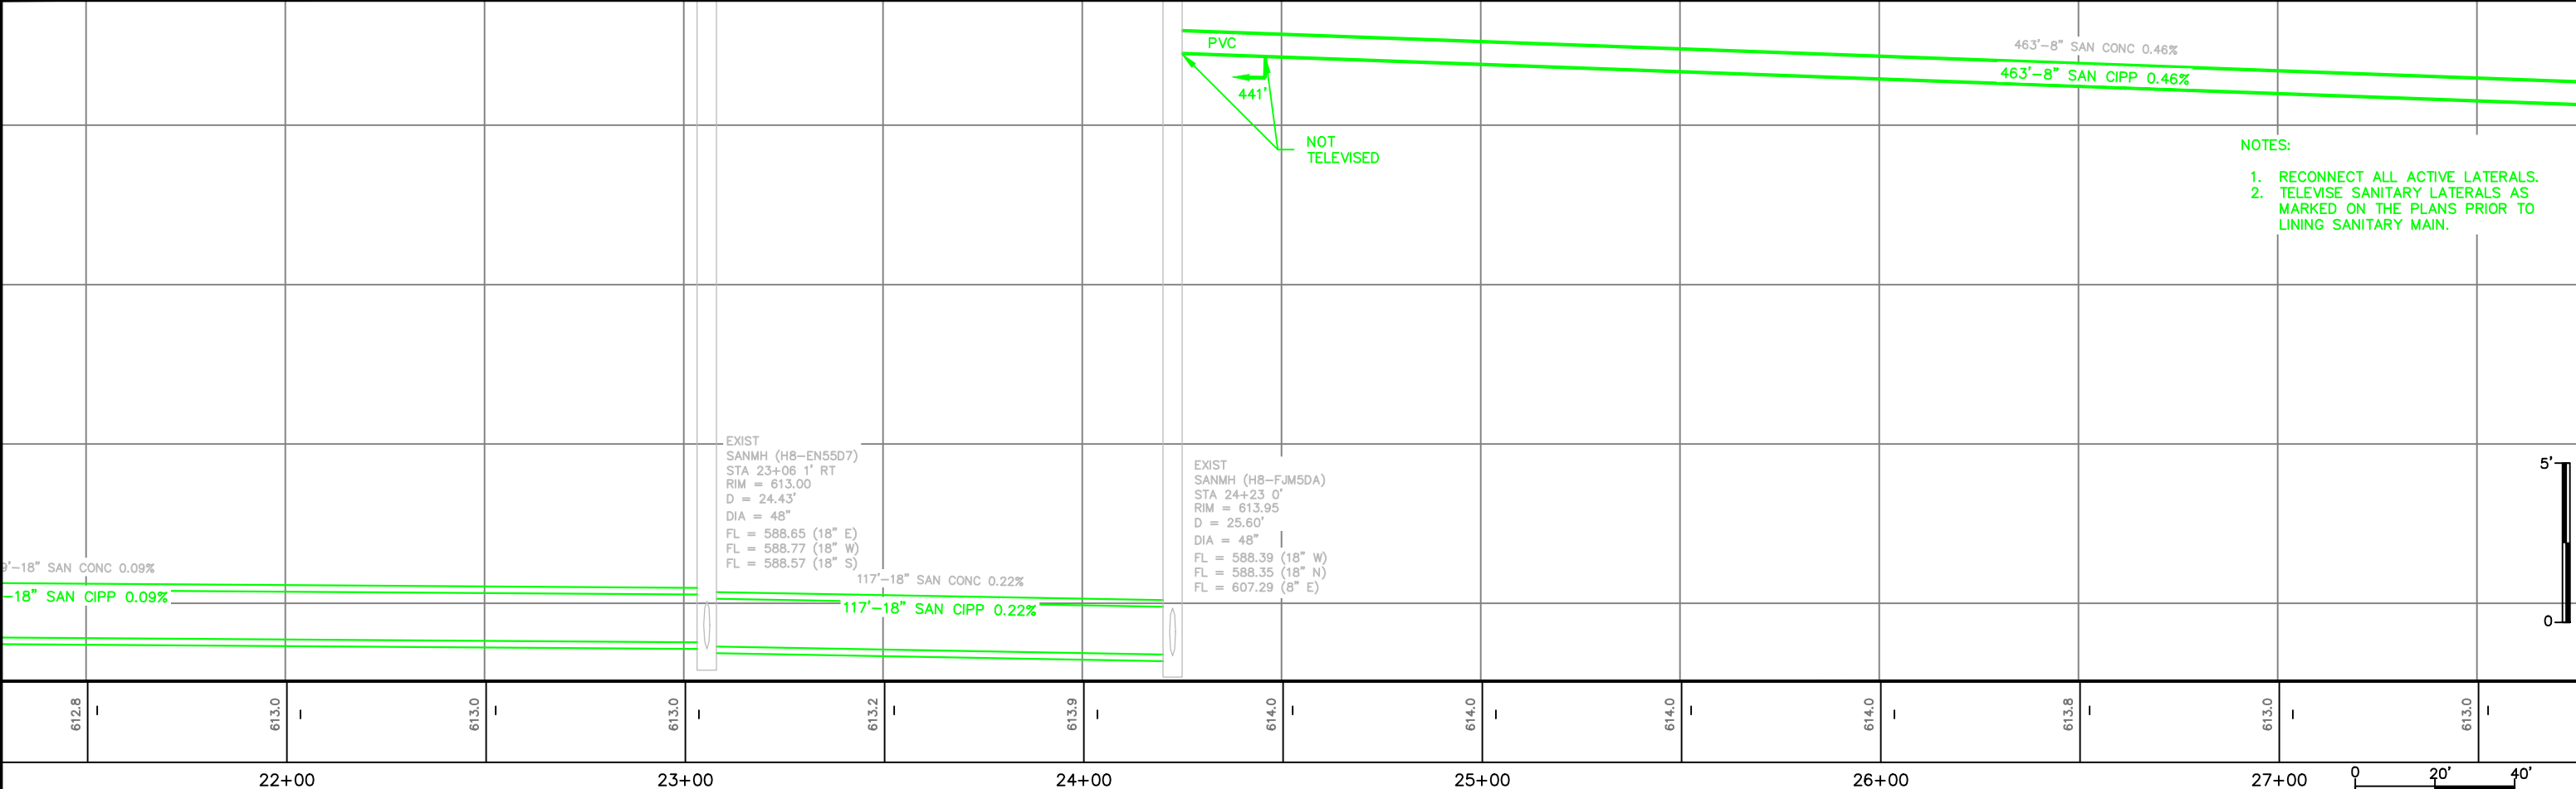 PVC
441'
NOT
TELEVISED
463'-8" SAN CONC 0.46%
463'-8" SAN CIPP 0.46%
NOTES:
1. RECONNECT ALL ACTIVE LATERALS.
2. TELEVISE SANITARY LATERALS AS
MARKED ON THE PLANS PRIOR TO
LINING SANITARY MAIN.
EXIST
SANMH (H8-EN55D7)
STA 23+06 1' RT
RIM = 613.00
D = 24.43'
DIA = 48"
FL = 588.65 (18" E)
FL = 588.77 (18" W)
FL = 588.57 (18" S)
EXIST
SANMH (H8-FJM5DA)
STA 24+23 0'
RIM = 613.95
D = 25.60'
DIA = 48"
FL = 588.39 (18" W)
FL = 588.35 (18" N)
FL = 607.29 (8" E)
9'-18" SAN CONC 0.09%
-18" SAN CIPP 0.09%
117'-18" SAN CONC 0.22%
117'-18" SAN CIPP 0.22%
5'
0
612.8
613.0
613.0
613.0
613.2
613.9
614.0
614.0
614.0
614.0
613.8
613.0
613.0
22+00
23+00
24+00
25+00
26+00
27+00
0 20' 40'